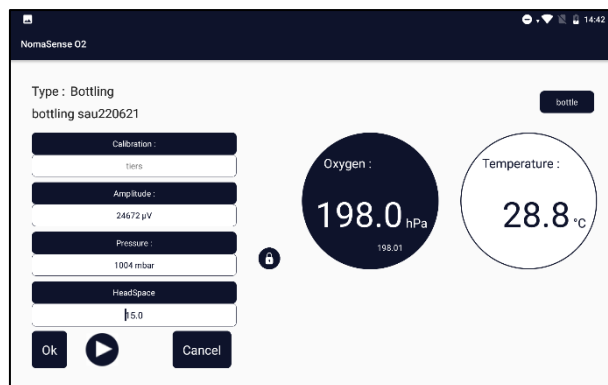 14:42
NomaSense O2
Type : Bottling
bottling sau220621
bottle
Calibration :
tiers
Amplitude :
24672 µV
Pressure :
1004 mbar
HeadSpace
15.0
Ok
Cancel
Oxygen :
198.0 hPa
198.01
Temperature :
28.8 °C